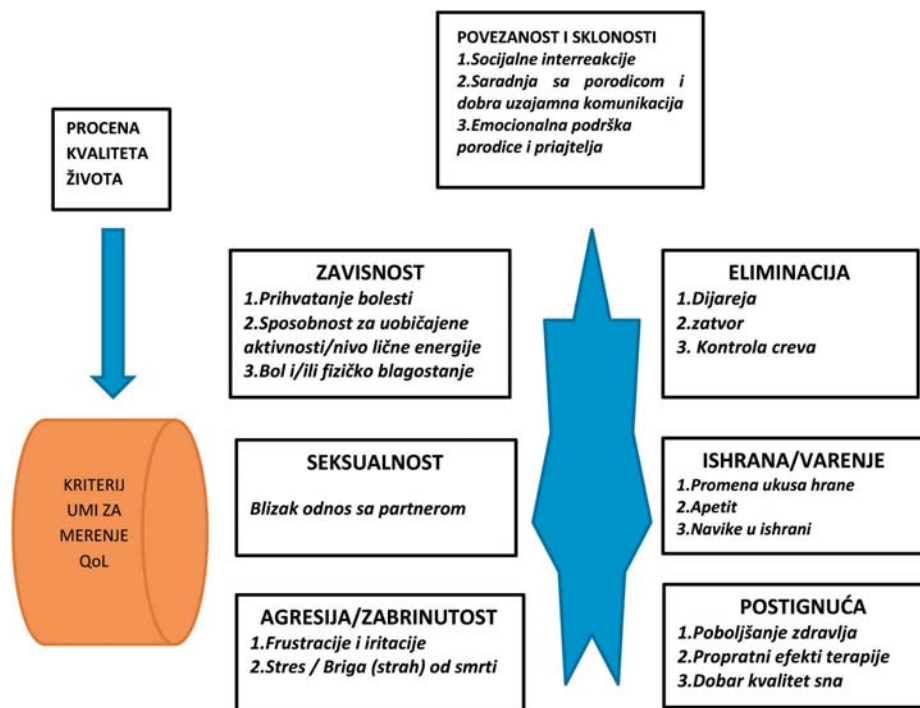 POVEZANOST I SKLONOSTI
1.Socijalne interreakcije
2.Saradnja sa porodicom i
dobra uzajamna komunikacija
3.Emocionalna podrška
porodice i priajtelja
PROCENA
KVALITETA
ŽIVOTA
ZAVISNOST
1.Prihvatanje bolesti
2.Sposobnost za uobičajene
aktivnosti/nivo lične energije
3.Bol i/ili fizičko blagostanje
ELIMINACIJA
1.Dijareja
2.zatvor
3. Kontrola creva
KRITERIJ
UMI ZA
MERENJE
QoL
SEKSUALNOST
Blizak odnos sa partnerom
ISHRANA/VARENJE
1.Promena ukusa hrane
2.Apetit
3.Navike u ishrani
AGRESIJA/ZABRINUTOST
1.Frustracije i iritacije
2.Stres / Briga (strah) od smrti
POSTIGNUĆA
1.Poboljšanje zdravlja
2.Propratni efekti terapije
3.Dobar kvalitet sna